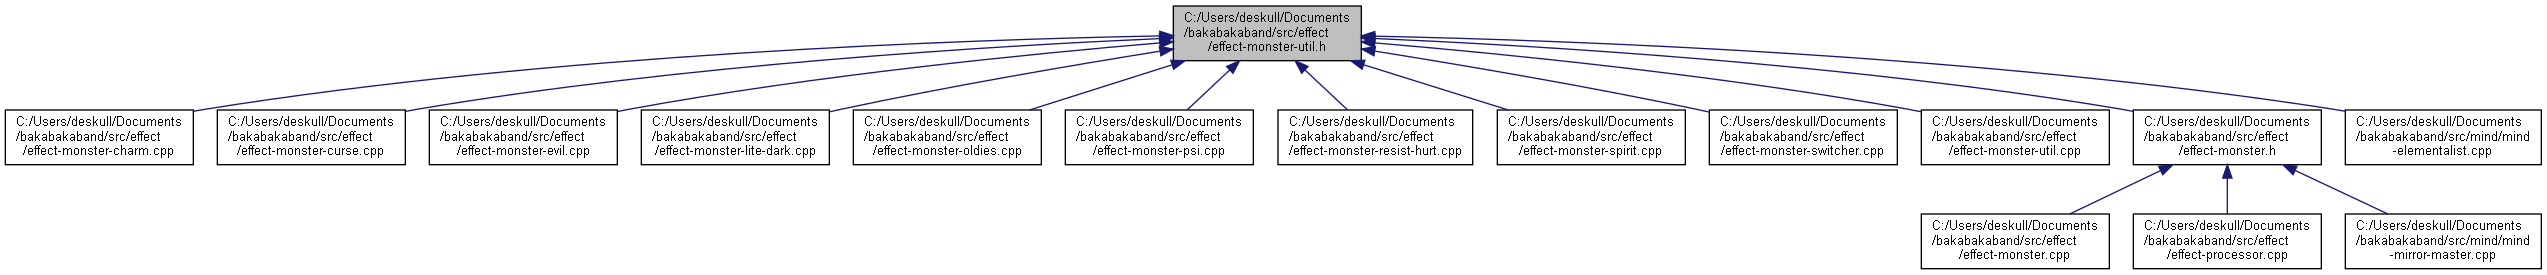 C:/Users/deskull/Documents
/bakabakaband/src/effect
/effect-monster-util.h
C:/Users/deskull/Documents
/bakabakaband/src/effect
/effect-monster-charm.cpp
C:/Users/deskull/Documents
/bakabakaband/src/effect
/effect-monster-curse.cpp
C:/Users/deskull/Documents
/bakabakaband/src/effect
/effect-monster-evil.cpp
C:/Users/deskull/Documents
/bakabakaband/src/effect
/effect-monster-lite-dark.cpp
C:/Users/deskull/Documents
/bakabakaband/src/effect
/effect-monster-oldies.cpp
C:/Users/deskull/Documents
/bakabakaband/src/effect
/effect-monster-psi.cpp
C:/Users/deskull/Documents
/bakabakaband/src/effect
/effect-monster-resist-hurt.cpp
C:/Users/deskull/Documents
/bakabakaband/src/effect
/effect-monster-spirit.cpp
C:/Users/deskull/Documents
/bakabakaband/src/effect
/effect-monster-switcher.cpp
C:/Users/deskull/Documents
/bakabakaband/src/effect
/effect-monster-util.cpp
C:/Users/deskull/Documents
/bakabakaband/src/effect
/effect-monster.h
C:/Users/deskull/Documents
/bakabakaband/src/mind/mind
-elementalist.cpp
C:/Users/deskull/Documents
/bakabakaband/src/effect
/effect-monster.cpp
C:/Users/deskull/Documents
/bakabakaband/src/effect
/effect-processor.cpp
C:/Users/deskull/Documents
/bakabakaband/src/mind/mind
-mirror-master.cpp